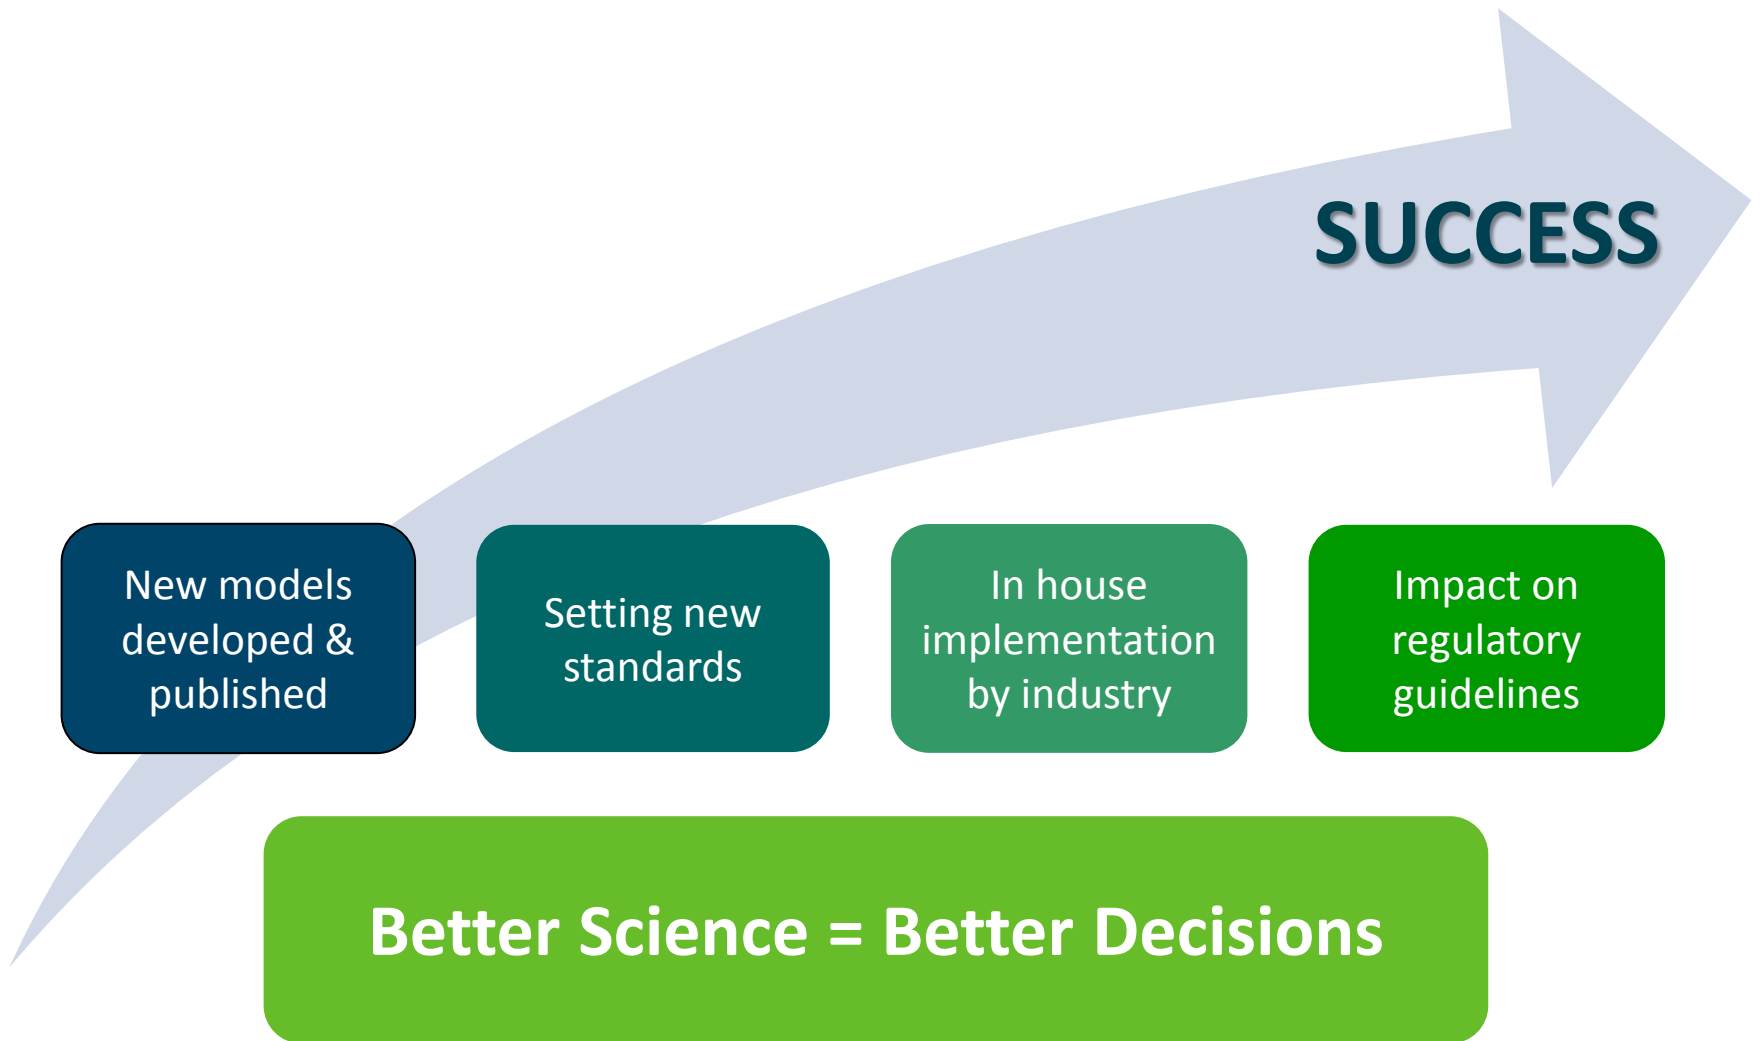 SUCCESS
New models
developed &
published
Setting new
standards
In house
implementation
by industry
Impact on
regulatory
guidelines
Better Science = Better Decisions